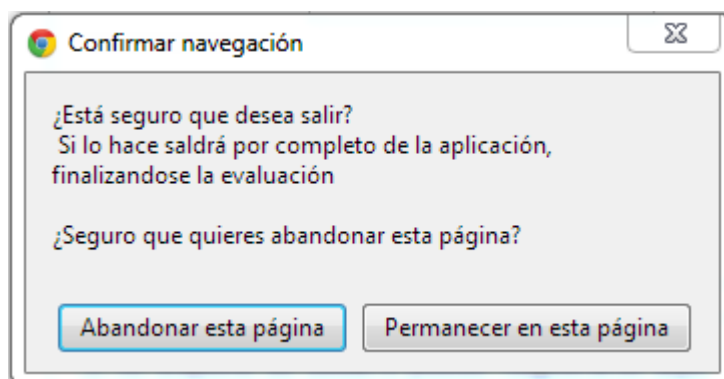 Confirmar navegación
¿Está seguro que desea salir?
Si lo hace saldrá por completo de la aplicación,
finalizandose la evaluación
¿Seguro que quieres abandonar esta página?
Abandonar esta página
Permanecer en esta página